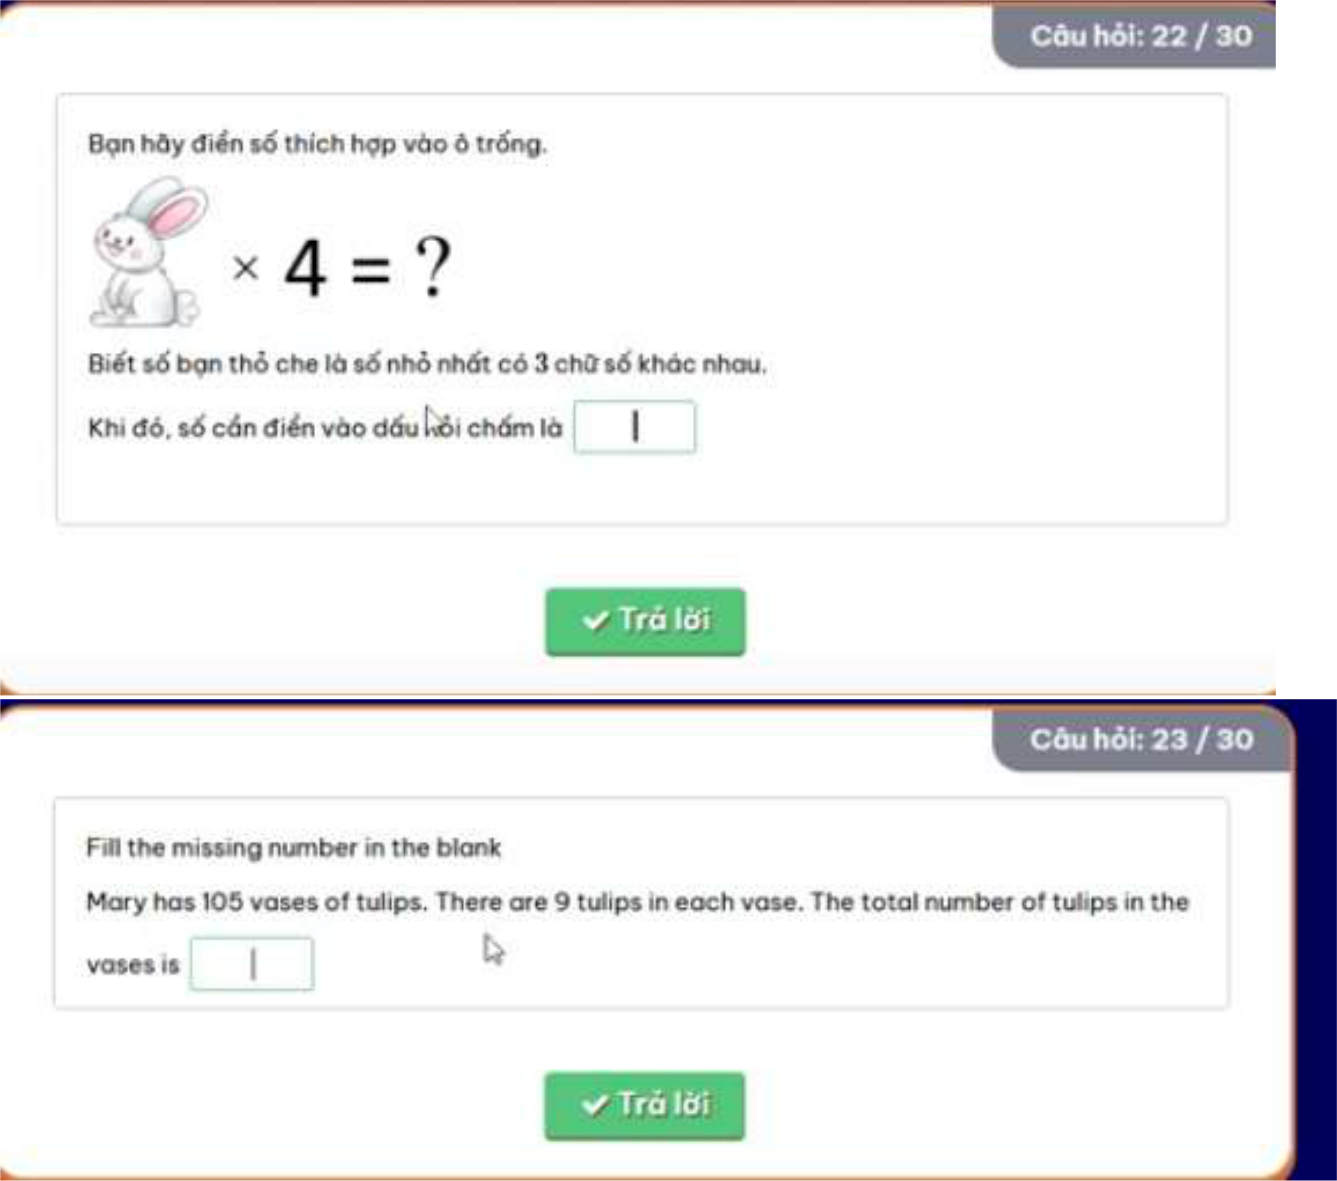 Câu hỏi: 22 / 30
Bạn hãy điền số thích hợp vào ô trống.
× 4 = ?
Biết số bạn thỏ che là số nhỏ nhất có 3 chữ số khác nhau.
Khi đó, số cần điền vào dấu hỏi chấm là
Trả lời
Câu hỏi: 23 / 30
Fill the missing number in the blank
Mary has 105 vases of tulips. There are 9 tulips in each vase. The total number of tulips in the
vases is
Trả lời